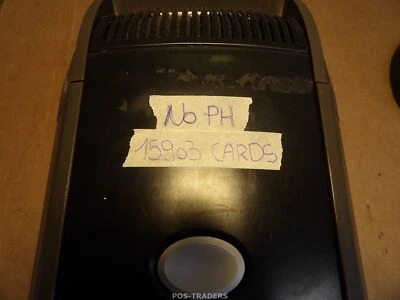 No PH
15903 CARDS
POS-TRADERS